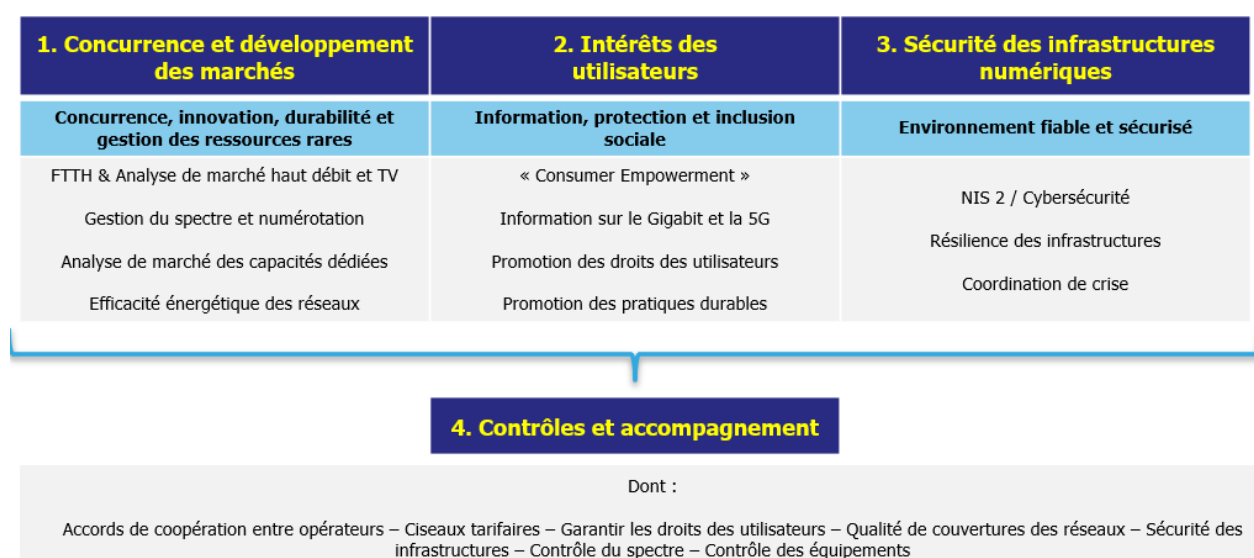 1. Concurrence et développement
des marchés
2. Intérêts des
utilisateurs
3. Sécurité des infrastructures
numériques
Concurrence, innovation, durabilité et
gestion des ressources rares
Information, protection et inclusion
sociale
Environnement fiable et sécurisé
FTTH & Analyse de marché haut débit et TV
Gestion du spectre et numérotation
Analyse de marché des capacités dédiées
Efficacité énergétique des réseaux
« Consumer Empowerment »
Information sur le Gigabit et la 5G
Promotion des droits des utilisateurs
Promotion des pratiques durables
NIS 2 / Cybersécurité
Résilience des infrastructures
Coordination de crise
4. Contrôles et accompagnement
Dont :
Accords de coopération entre opérateurs – Ciseaux tarifaires – Garantir les droits des utilisateurs – Qualité de couvertures des réseaux – Sécurité des
infrastructures – Contrôle du spectre – Contrôle des équipements